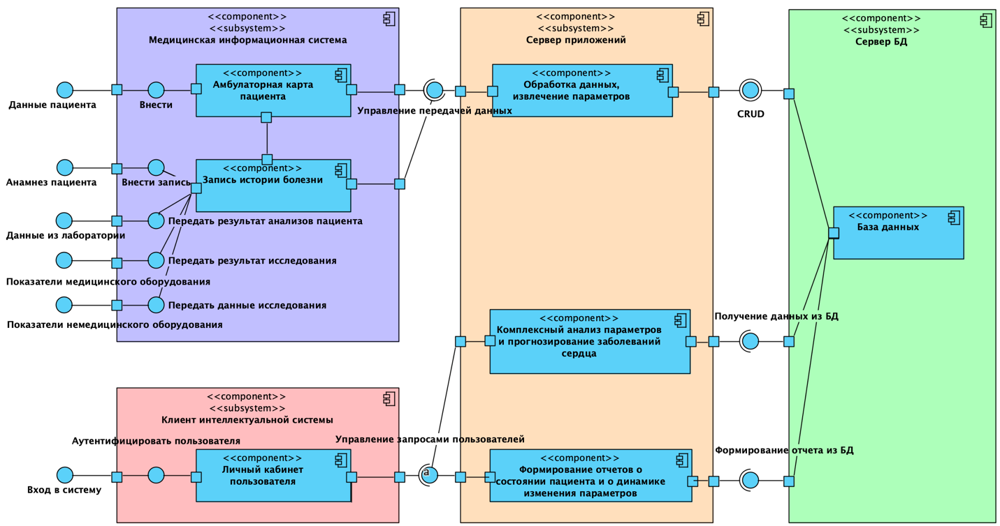 <<component>>
<<subsystem>>
Медицинская информационная система
<<component>>
Амбулаторная карта
пациента
Данные пациента
Внести
<<component>>
Запись истории болезни
Анамнез пациента
Внести запись
Данные из лаборатории
Передать результат анализов пациента
Показатели медицинского оборудования
Передать результат исследования
Показатели немедицинского оборудования
Передать данные исследования
Управление передачей данных
<<component>>
<<subsystem>>
Клиент интеллектуальной системы
Аутентифицировать пользователя
<<component>>
Личный кабинет
пользователя
Вход в систему
Управление запросами пользователей
a
<<component>>
<<subsystem>>
Сервер приложений
<<component>>
Обработка данных,
извлечение параметров
<<component>>
Комплексный анализ параметров
и прогнозирование заболеваний
сердца
<<component>>
Формирование отчетов о
состоянии пациента и о динамике
изменения параметров
CRUD
Получение данных из БД
Формирование отчета из БД
<<component>>
<<subsystem>>
Сервер БД
<<component>>
База данных